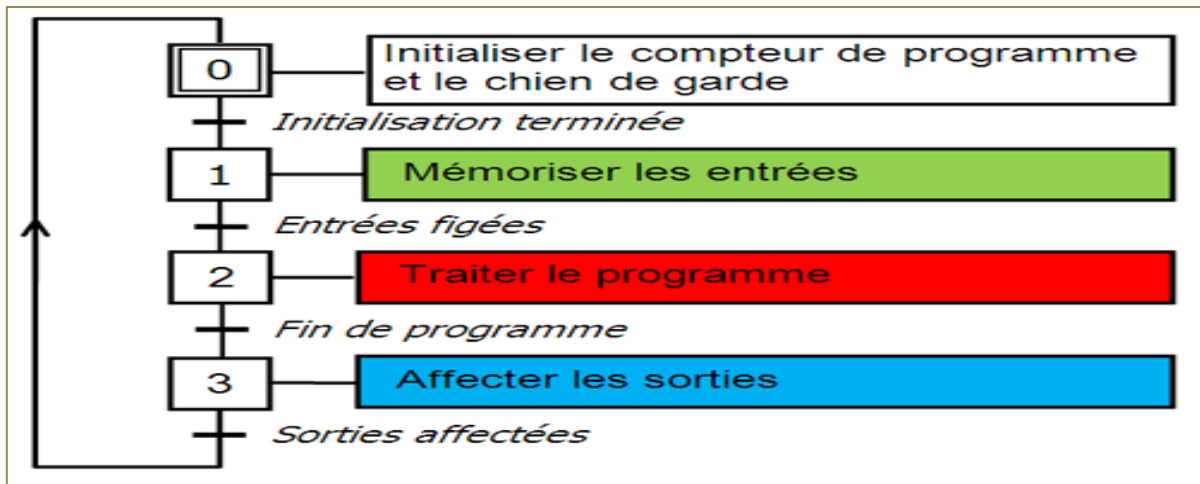 0
Initialiser le compteur de programme
et le chien de garde
Initialisation terminée
1
Mémoriser les entrées
Entrées figées
2
Traiter le programme
Fin de programme
3
Affecter les sorties
Sorties affectées